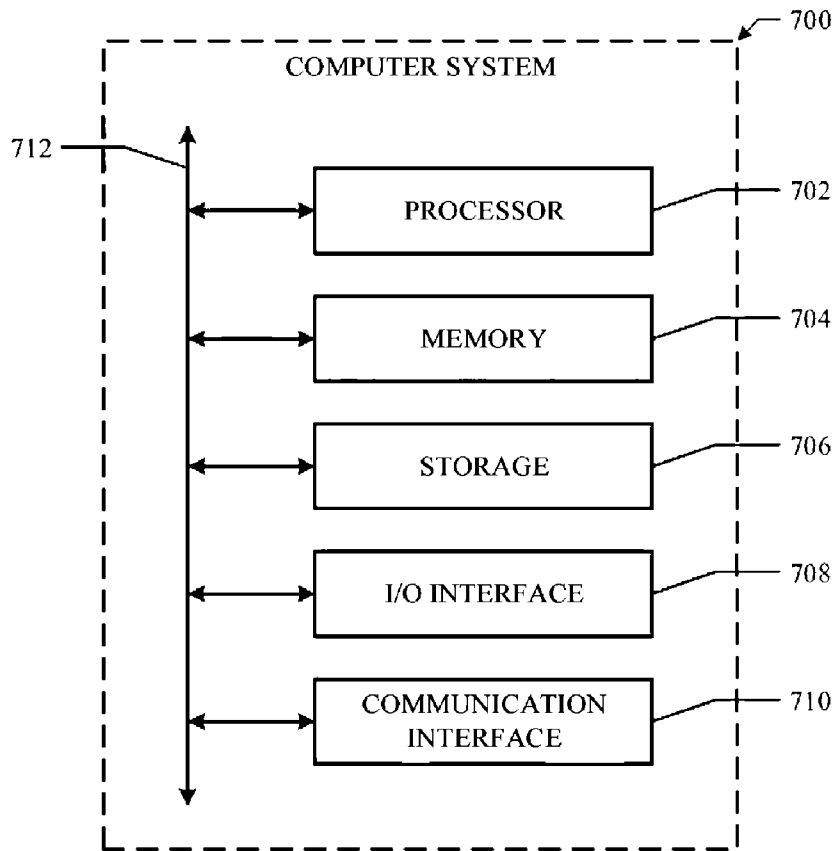 700
COMPUTER SYSTEM
712
PROCESSOR
702
MEMORY
704
STORAGE
706
I/O INTERFACE
708
COMMUNICATION
INTERFACE
710